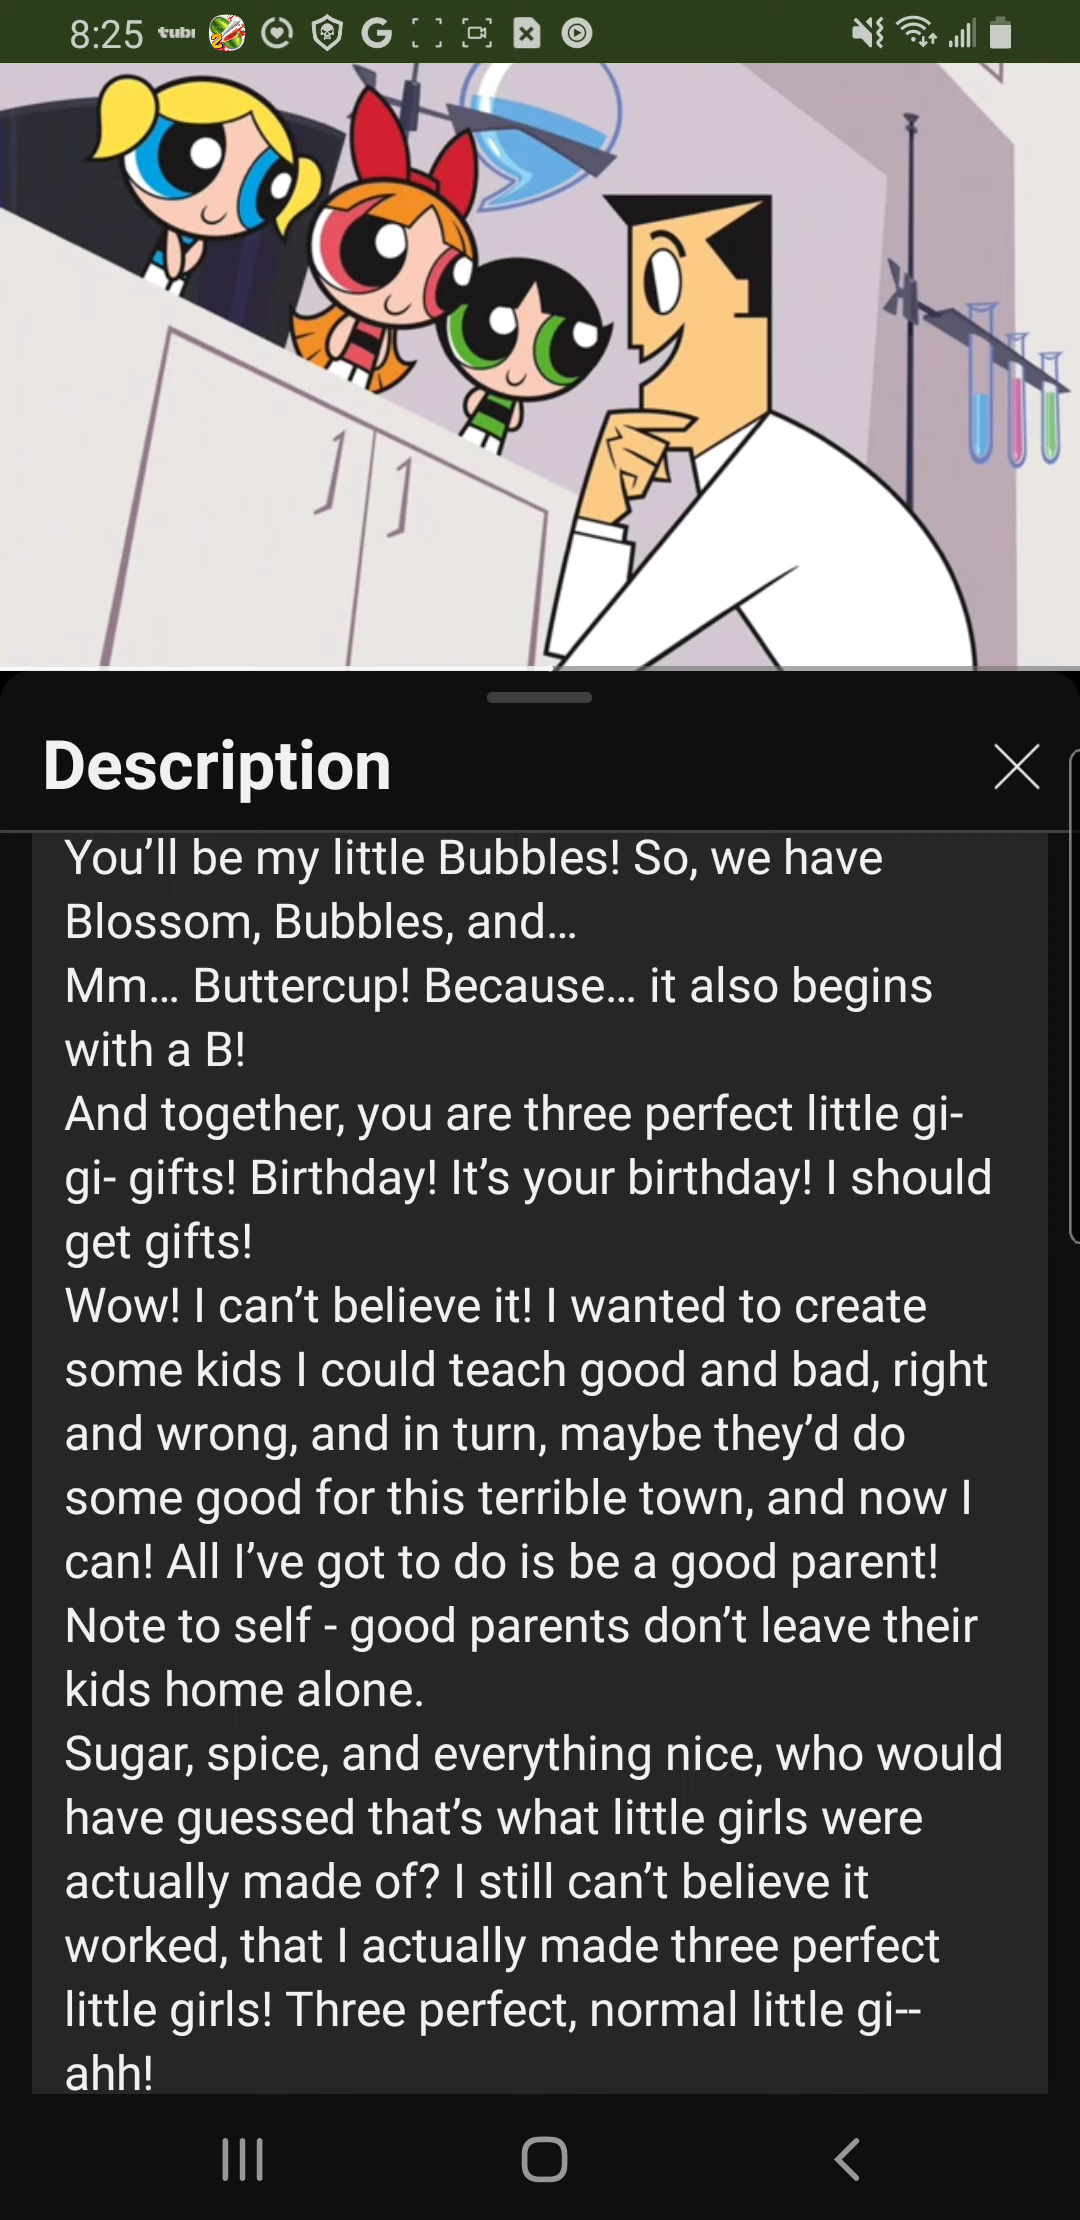 8:25 tubi
Description
You’ll be my little Bubbles! So, we have
Blossom, Bubbles, and…
Mm… Buttercup! Because… it also begins
with a B!
And together, you are three perfect little gi-
gi- gifts! Birthday! It’s your birthday! I should
get gifts!
Wow! I can’t believe it! I wanted to create
some kids I could teach good and bad, right
and wrong, and in turn, maybe they’d do
some good for this terrible town, and now I
can! All I’ve got to do is be a good parent!
Note to self - good parents don’t leave their
kids home alone.
Sugar, spice, and everything nice, who would
have guessed that’s what little girls were
actually made of? I still can’t believe it
worked, that I actually made three perfect
little girls! Three perfect, normal little gi--
ahh!